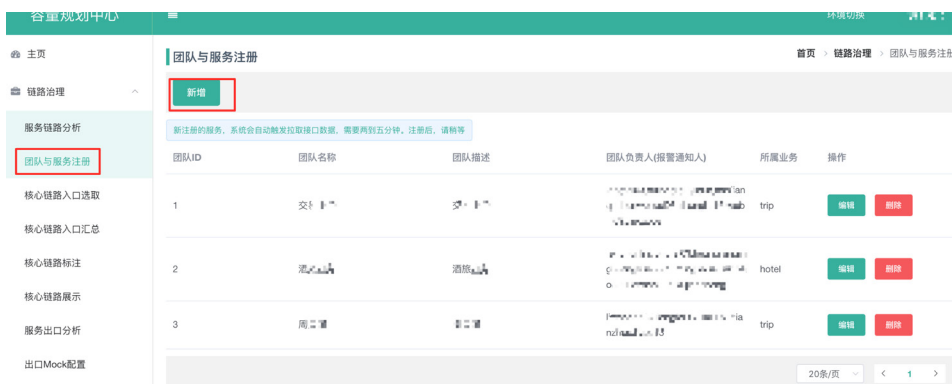 容量规划中心
环境切换
主页
团队与服务注册
首页 > 链路治理 > 团队与服务注册
链路治理
新增
服务链路分析
新注册的服务，系统会自动触发拉取接口数据，需要两到五分钟。注册后，请稍等
团队与服务注册
团队ID 团队名称 团队描述 团队负责人(报警通知人) 所属业务 操作
核心链路入口选取
1 trip 编辑 删除
核心链路入口汇总
核心链路标注
2 酒旅 hotel 编辑 删除
核心链路展示
服务出口分析
3 周 trip 编辑 删除
出口Mock配置
20条/页 < 1 >